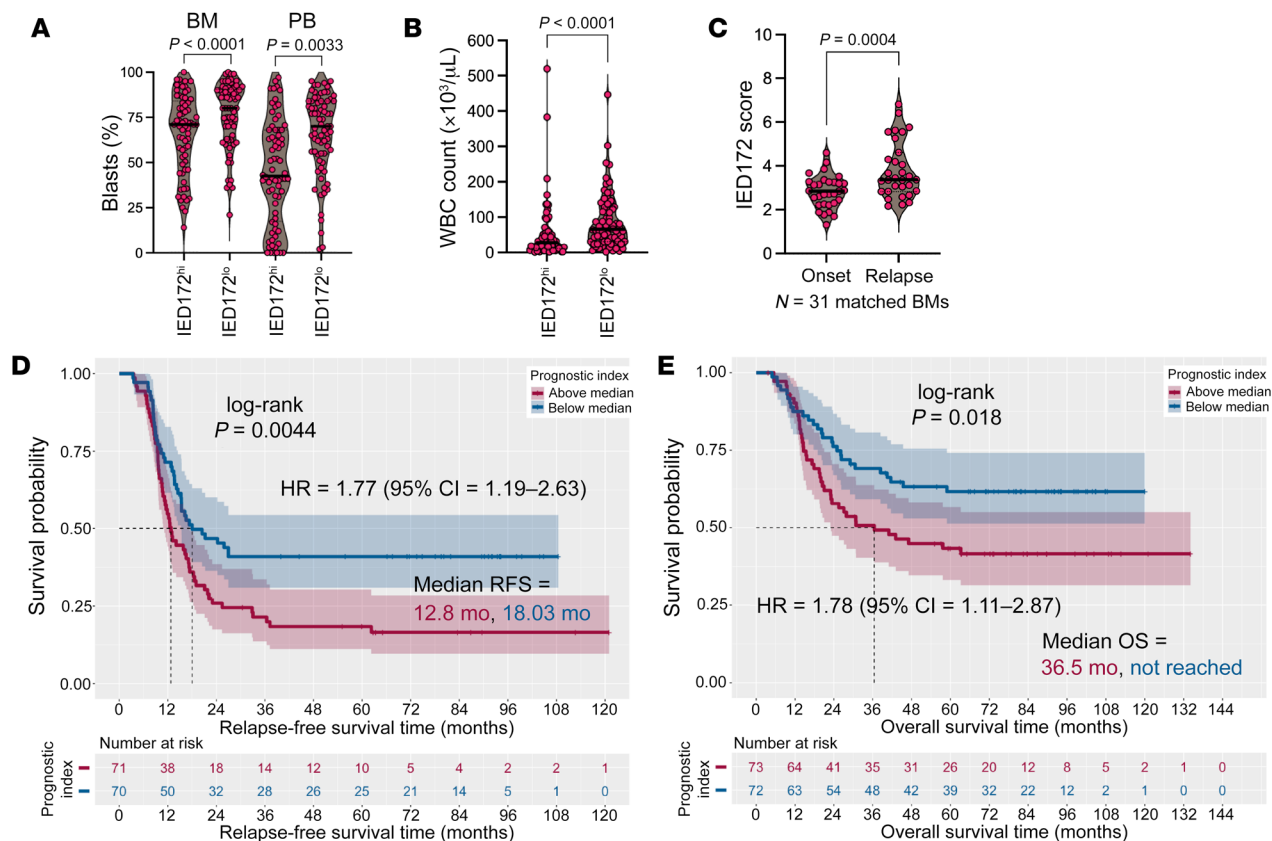 A
BM PB
P < 0.0001 P = 0.0033
Blasts (%)
100
75
50
25
0
IED172hi IED172lo IED172hi IED172lo
B
P < 0.0001
WBC count (×10³/μL)
600
500
400
300
200
100
0
IED172hi IED172lo
C
P = 0.0004
IED172 score
10
8
6
4
2
0
Onset Relapse
N = 31 matched BMs
D
Prognostic index
Above median
Below median
log-rank
P = 0.0044
HR = 1.77 (95% CI = 1.19–2.63)
Median RFS =
12.8 mo, 18.03 mo
Survival probability
1.00
0.75
0.50
0.25
0.00
0 12 24 36 48 60 72 84 96 108 120
Relapse-free survival time (months)
Number at risk
Prognostic
index
71 38 18 14 12 10 5 4 2 2 1
70 50 32 28 26 25 21 14 5 1 0
0 12 24 36 48 60 72 84 96 108 120
Relapse-free survival time (months)
E
Prognostic index
Above median
Below median
log-rank
P = 0.018
HR = 1.78 (95% CI = 1.11–2.87)
Median OS =
36.5 mo, not reached
Survival probability
1.00
0.75
0.50
0.25
0.00
0 12 24 36 48 60 72 84 96 108 120 132 144
Overall survival time (months)
Number at risk
Prognostic
index
73 64 41 35 31 26 20 12 8 5 2 1 0
72 63 54 48 42 39 32 22 12 2 1 0 0
0 12 24 36 48 60 72 84 96 108 120 132 144
Overall survival time (months)